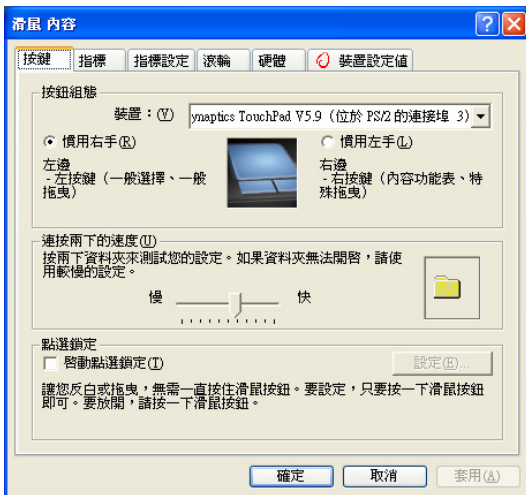 滑鼠 內容
按鍵 指標 指標設定 滾輪 硬體 裝置設定值
按鈕組態
裝置：(V) ynaptics TouchPad V5.9（位於 PS/2 的連接埠 3）
慣用右手(R) 慣用左手(L)
左邊
- 左按鍵（一般選擇、一般
拖曳）
右邊
- 右按鍵（內容功能表、特
殊拖曳）
連按兩下的速度(U)
按兩下資料夾來測試您的設定。如果資料夾無法開啓，請使
用較慢的設定。
慢 快
點選鎖定
啓動點選鎖定(T) 設定(E)...
讓您反白或拖曳，無需一直按住滑鼠按鈕。要設定，只要按一下滑鼠按鈕
即可。要放開，請按一下滑鼠按鈕。
確定 取消 套用(A)